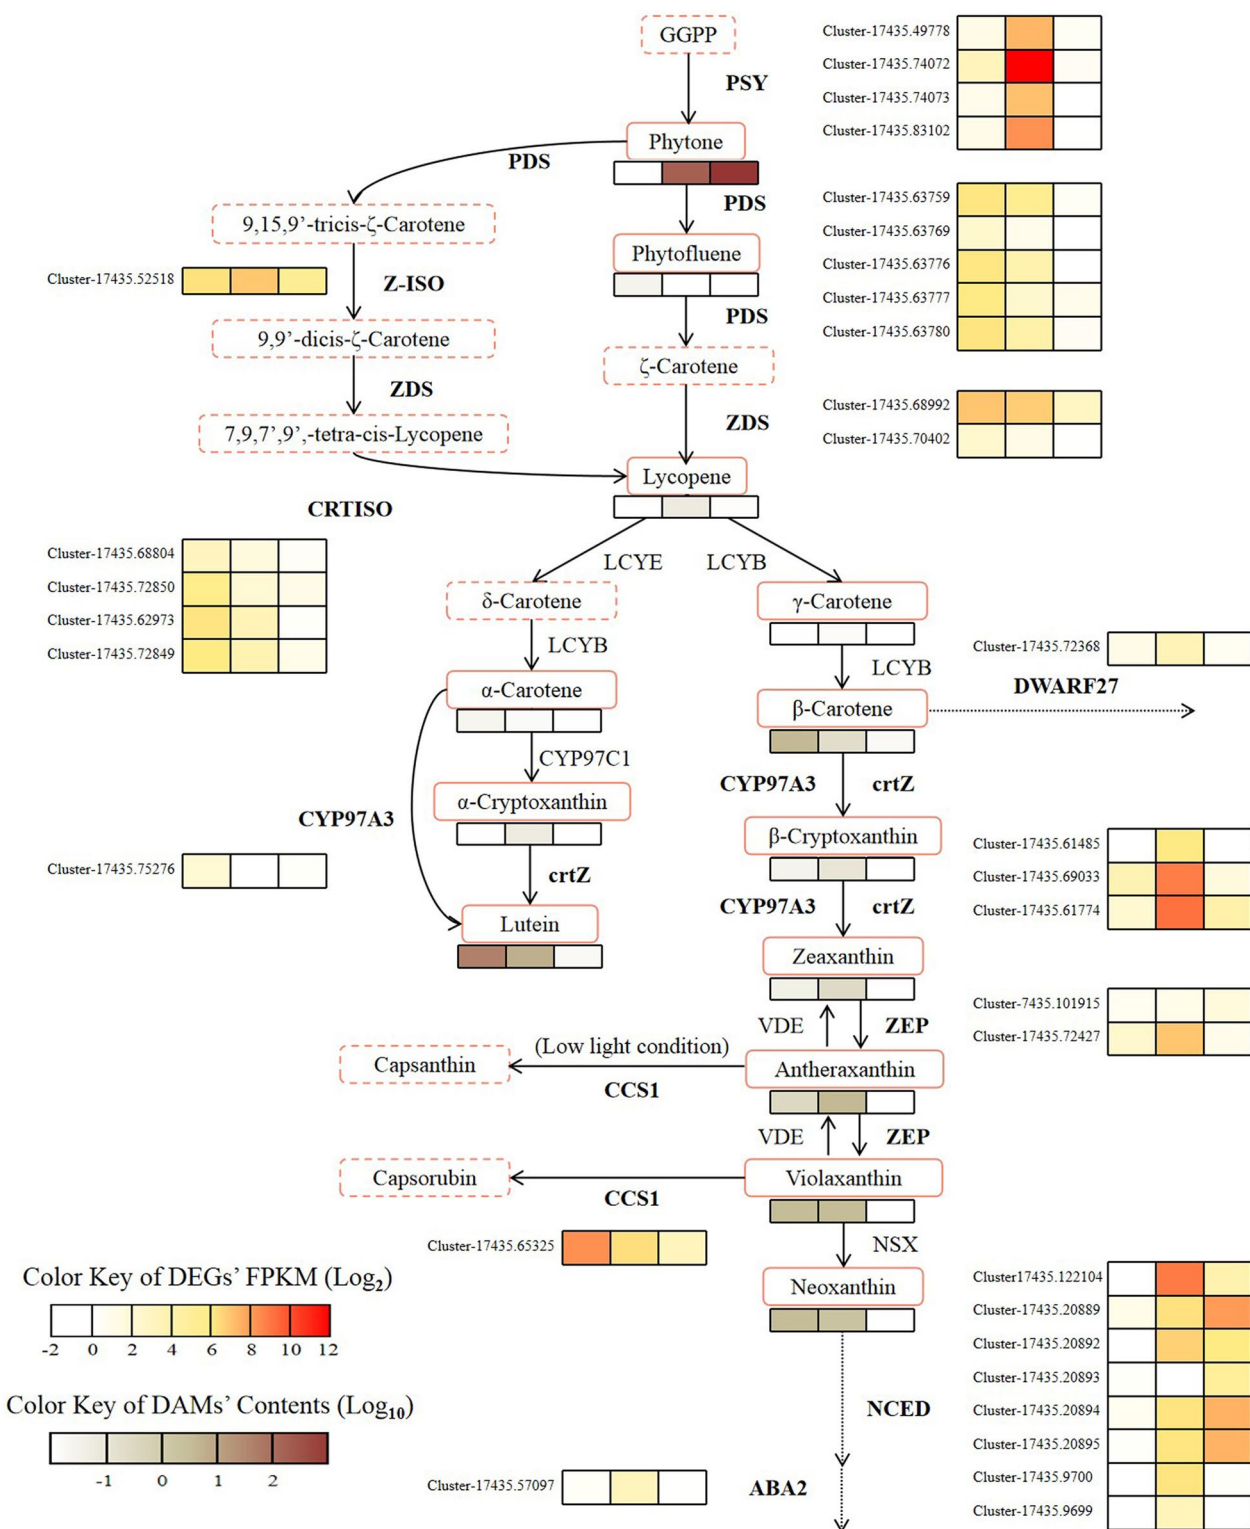 GGPP
Cluster-17435.49778
Cluster-17435.74072
PSY
Cluster-17435.74073
Cluster-17435.83102
Phytone
PDS
PDS
Cluster-17435.63759
9,15,9’-tricis-ζ-Carotene
Cluster-17435.63769
Phytofluene
Cluster-17435.63776
Cluster-17435.52518
Z-ISO
Cluster-17435.63777
PDS
Cluster-17435.63780
9,9’-dicis-ζ-Carotene
ζ-Carotene
ZDS
Cluster-17435.68992
ZDS
7,9,7’,9’,-tetra-cis-Lycopene
Cluster-17435.70402
Lycopene
CRTISO
Cluster-17435.68804
LCYE
LCYB
Cluster-17435.72850
δ-Carotene
γ-Carotene
Cluster-17435.62973
Cluster-17435.72849
LCYB
Cluster-17435.72368
LCYB
DWARF27
α-Carotene
β-Carotene
CYP97C1
CYP97A3
crtZ
α-Cryptoxanthin
CYP97A3
β-Cryptoxanthin
Cluster-17435.61485
Cluster-17435.75276
crtZ
Cluster-17435.69033
CYP97A3
crtZ
Cluster-17435.61774
Lutein
Zeaxanthin
Cluster-7435.101915
VDE
ZEP
Cluster-17435.72427
(Low light condition)
Capsanthin
Antheraxanthin
CCS1
VDE
ZEP
Capsorubin
Violaxanthin
CCS1
Cluster-17435.65325
NSX
Color Key of DEGs’ FPKM (Log2)
Neoxanthin
Cluster17435.122104
Cluster-17435.20889
-2 0 2 4 6 8 10 12
Cluster-17435.20892
Cluster-17435.20893
Color Key of DAMs’ Contents (Log10)
NCED
Cluster-17435.20894
Cluster-17435.20895
-1 0 1 2
Cluster-17435.57097
ABA2
Cluster-17435.9700
Cluster-17435.9699